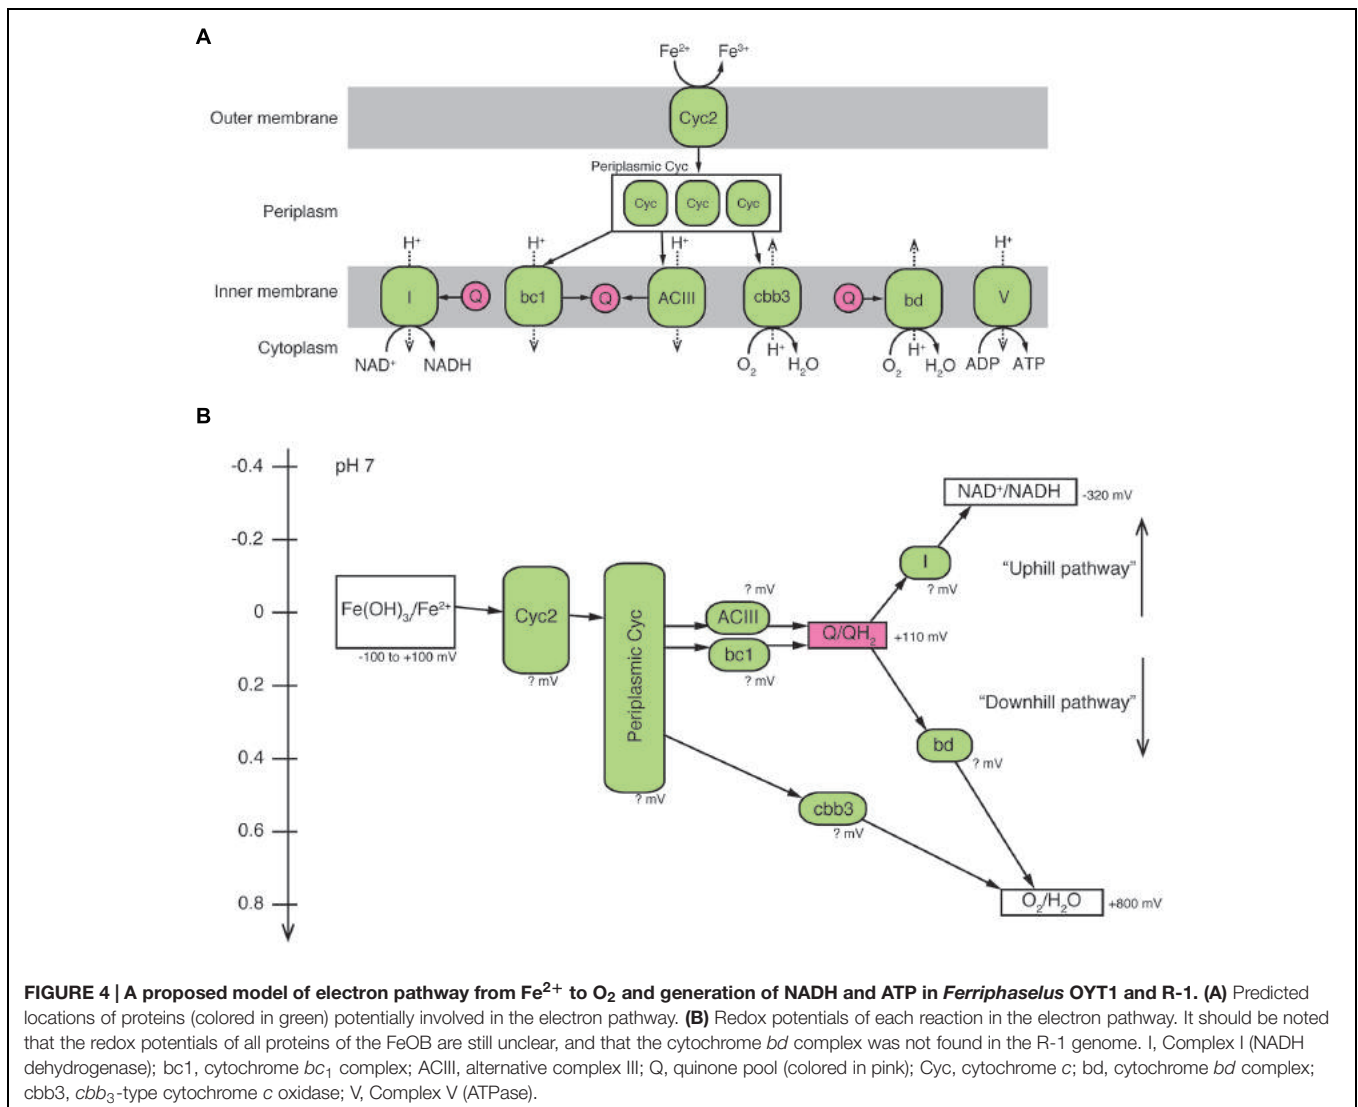 A
Fe²⁺ Fe³⁺
Outer membrane
Cyc2
Periplasmic Cyc
Periplasm
Cyc Cyc Cyc
H⁺ H⁺ H⁺ H⁺
Inner membrane
I Q bc1 Q ACIII cbb3 Q bd V
Cytoplasm
H⁺ H⁺
NAD⁺ NADH O₂ H₂O O₂ H₂O ADP ATP
B
-0.4
pH 7
NAD⁺/NADH -320 mV
-0.2
I
"Uphill pathway"
? mV
? mV
0
Fe(OH)₃/Fe²⁺
Cyc2
ACIII
Q/QH₂ +110 mV
bc1
-100 to +100 mV
? mV
? mV
0.2
Periplasmic Cyc
"Downhill pathway"
0.4
bd
? mV
? mV
cbb3
0.6
? mV
0.8
O₂/H₂O +800 mV
FIGURE 4 | A proposed model of electron pathway from Fe²⁺ to O₂ and generation of NADH and ATP in Ferriphaselus OYT1 and R-1. (A) Predicted
locations of proteins (colored in green) potentially involved in the electron pathway. (B) Redox potentials of each reaction in the electron pathway. It should be noted
that the redox potentials of all proteins of the FeOB are still unclear, and that the cytochrome bd complex was not found in the R-1 genome. I, Complex I (NADH
dehydrogenase); bc1, cytochrome bc₁ complex; ACIII, alternative complex III; Q, quinone pool (colored in pink); Cyc, cytochrome c; bd, cytochrome bd complex;
cbb3, cbb₃-type cytochrome c oxidase; V, Complex V (ATPase).